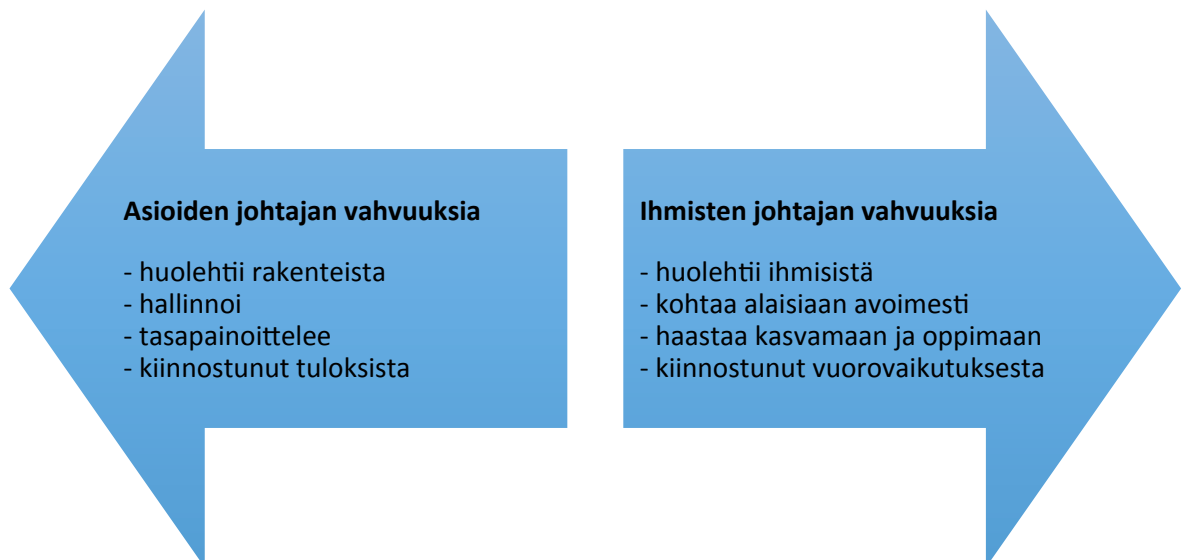 Asioiden johtajan vahvuuksia
- huolehtii rakenteista
- hallinnoi
- tasapainoittelee
- kiinnostunut tuloksista
Ihmisten johtajan vahvuuksia
- huolehtii ihmisistä
- kohtaa alaisiaan avoimesti
- haastaa kasvamaan ja oppimaan
- kiinnostunut vuorovaikutuksesta